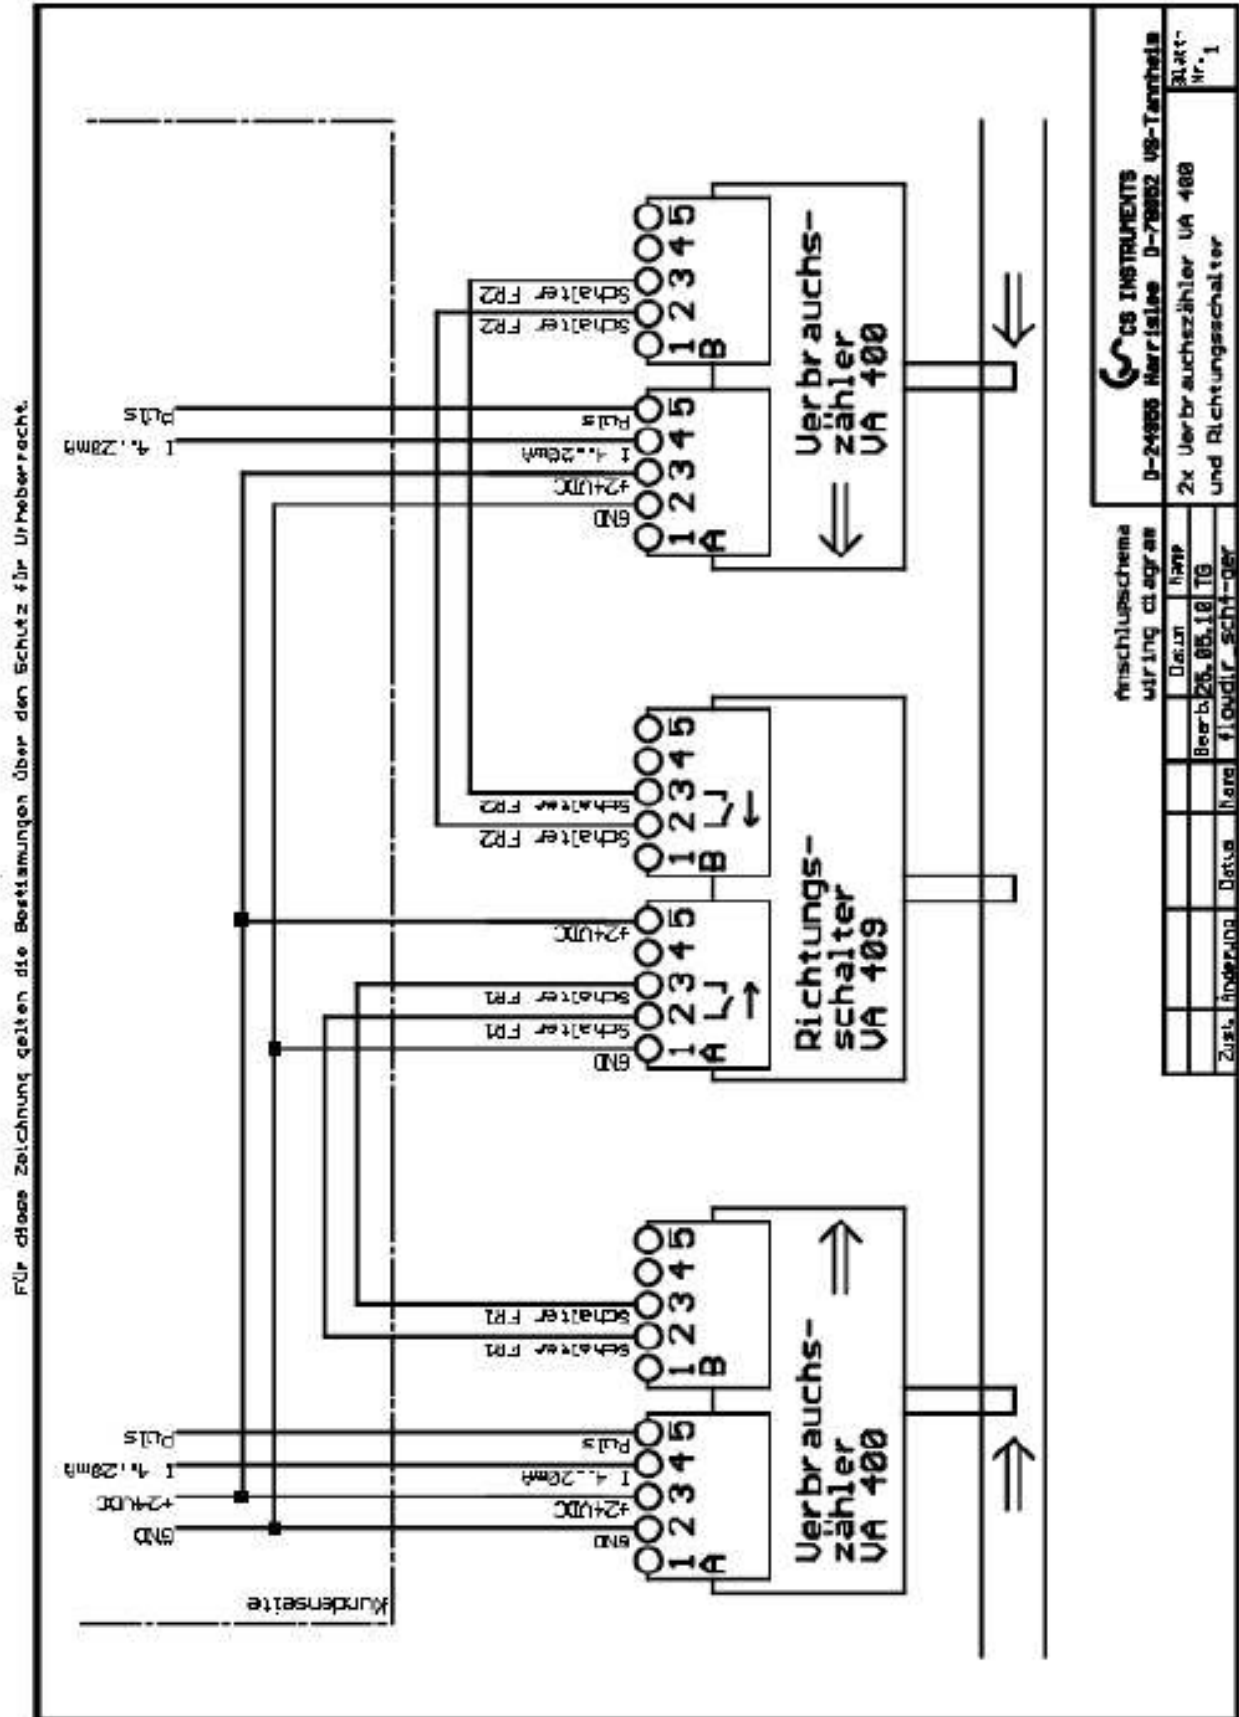 Für diese Zeichnung gelten die Bestimmungen über den Schutz für Urheberrecht.
Kundenseite
GND
+24VDC
I 4..20mA
Puls
I 4..20mA
Puls
GND
+24VDC
I 4...20mA
Puls
Schalter FR1
Schalter FR1
GND
Schalter FR1
Schalter FR1
+24VDC
Schalter FR2
Schalter FR2
GND
+24VDC
I 4...20mA
Puls
Schalter FR2
Schalter FR2
1 2 3 4 5
A
1 2 3 4 5
B
1 2 3 4 5
A
1 2 3 4 5
B
1 2 3 4 5
A
1 2 3 4 5
B
Verbrauchs-
zähler
VA 400
Richtungs-
schalter
VA 409
Verbrauchs-
zähler
VA 400
Anschlußschema
wiring diagram
CS INSTRUMENTS
D-24955 Harrislee D-78052 VS-Tannheim
Datum Name
Bearb. 26.05.10 TG
Zust. Änderung Datum Name flowdir_scht-ger
2x Verbrauchszähler VA 400
und Richtungsschalter
Blatt-
Nr. 1